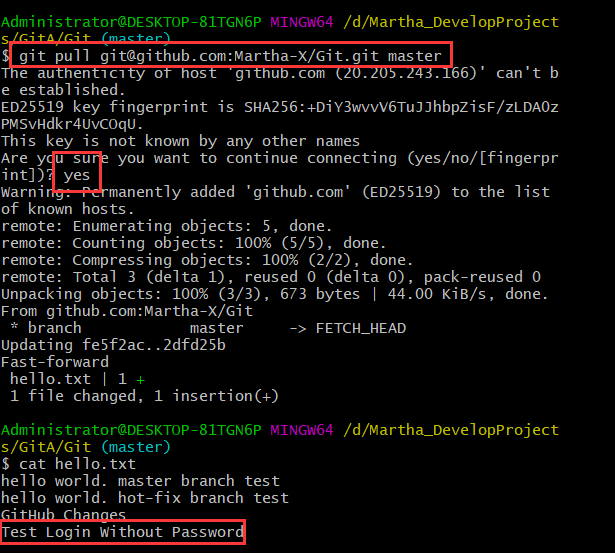 Administrator@DESKTOP-81TGN6P MINGW64 /d/Martha_DevelopProject
s/GitA/Git (master)
$ git pull git@github.com:Martha-X/Git.git master
The authenticity of host 'github.com (20.205.243.166)' can't b
e established.
ED25519 key fingerprint is SHA256:+DiY3wvvV6TuJJhbpZisF/zLDA0z
PMSvHdkr4UvCOqU.
This key is not known by any other names
Are you sure you want to continue connecting (yes/no/[fingerpr
int])? yes
Warning: Permanently added 'github.com' (ED25519) to the list
of known hosts.
remote: Enumerating objects: 5, done.
remote: Counting objects: 100% (5/5), done.
remote: Compressing objects: 100% (2/2), done.
remote: Total 3 (delta 1), reused 0 (delta 0), pack-reused 0
Unpacking objects: 100% (3/3), 673 bytes | 44.00 KiB/s, done.
From github.com:Martha-X/Git
 * branch            master     -> FETCH_HEAD
Updating fe5f2ac..2dfd25b
Fast-forward
 hello.txt | 1 +
 1 file changed, 1 insertion(+)
Administrator@DESKTOP-81TGN6P MINGW64 /d/Martha_DevelopProject
s/GitA/Git (master)
$ cat hello.txt
hello world. master branch test
hello world. hot-fix branch test
GitHub Changes
Test Login Without Password